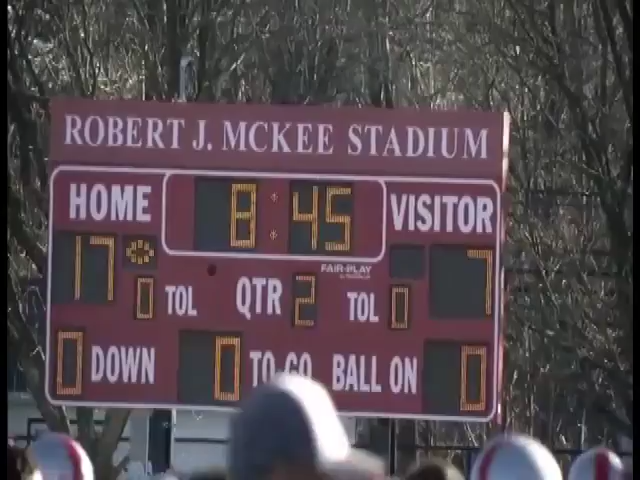 ROBERT J. MCKEE STADIUM
HOME 8:45 VISITOR
17 7
FAIR-PLAY
0 TOL QTR 2 TOL 0
0 DOWN 0 TO GO BALL ON 0